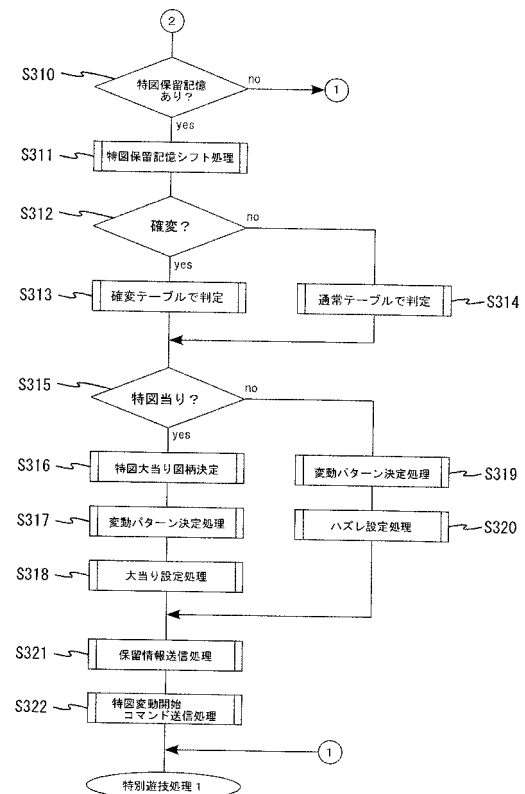 2
S310
特図保留記憶
あり？
no
1
yes
S311
特図保留記憶シフト処理
S312
確変？
no
yes
S313
確変テーブルで判定
通常テーブルで判定
S314
S315
特図当り？
no
yes
S316
特図大当り図柄決定
変動パターン決定処理
S319
S317
変動パターン決定処理
ハズレ設定処理
S320
S318
大当り設定処理
S321
保留情報送信処理
S322
特図変動開始
コマンド送信処理
1
特別遊技処理1